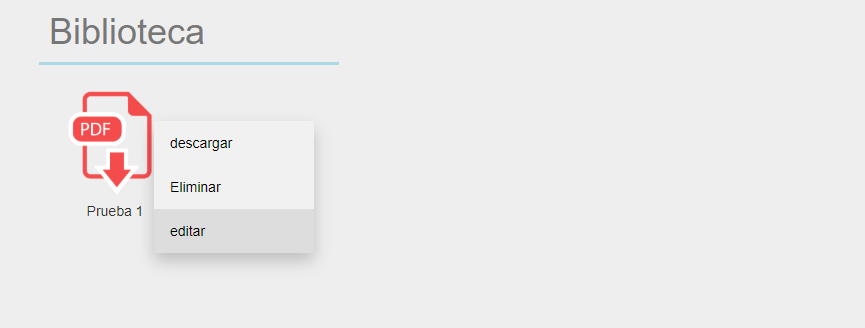 Biblioteca
PDF
descargar
Eliminar
Prueba 1
editar